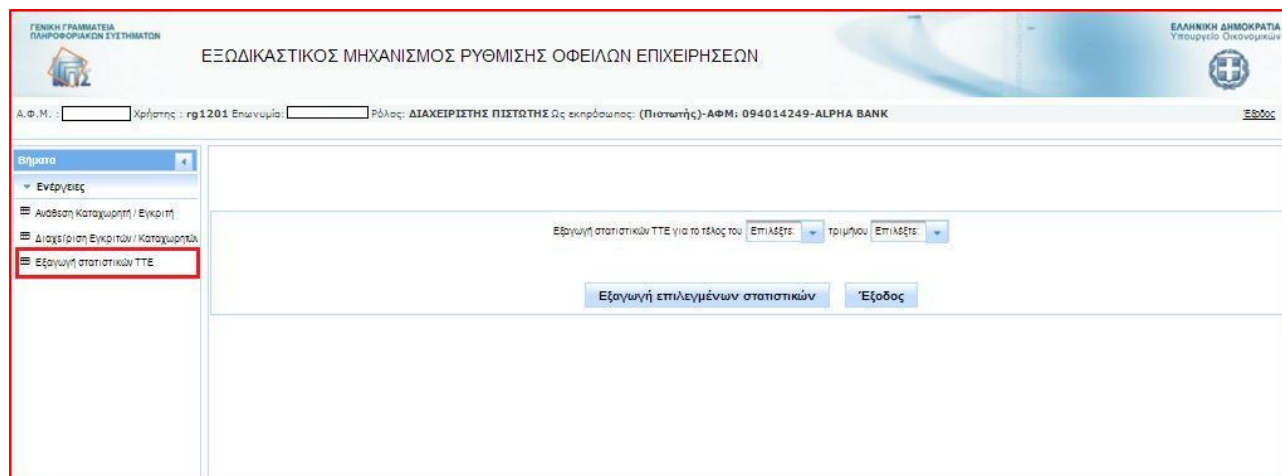 ΓΕΝΙΚΗ ΓΡΑΜΜΑΤΕΙΑ
ΠΛΗΡΟΦΟΡΙΑΚΩΝ ΣΥΣΤΗΜΑΤΩΝ
ΕΞΩΔΙΚΑΣΤΙΚΟΣ ΜΗΧΑΝΙΣΜΟΣ ΡΥΘΜΙΣΗΣ ΟΦΕΙΛΩΝ ΕΠΙΧΕΙΡΗΣΕΩΝ
ΕΛΛΗΝΙΚΗ ΔΗΜΟΚΡΑΤΙΑ
Υπουργείο Οικονομικών
Α.Φ.Μ. : Χρήστης : rg1201 Επωνυμία: Ρόλος: ΔΙΑΧΕΙΡΙΣΤΗΣ ΠΙΣΤΩΤΗΣ Ως εκπρόσωπος: (Πιστωτής)-ΑΦΜ: 094014249-ALPHA BANK Έξοδος
Βήματα
Ενέργειες
Ανάθεση Καταχωρητή / Εγκριτή
Διαχείριση Εγκριτών / Καταχωρητών
Εξαγωγή στατιστικών ΤΤΕ
Εξαγωγή στατιστικών ΤΤΕ για το τέλος του Επιλέξτε: τριμήνου Επιλέξτε:
Εξαγωγή επιλεγμένων στατιστικών Έξοδος